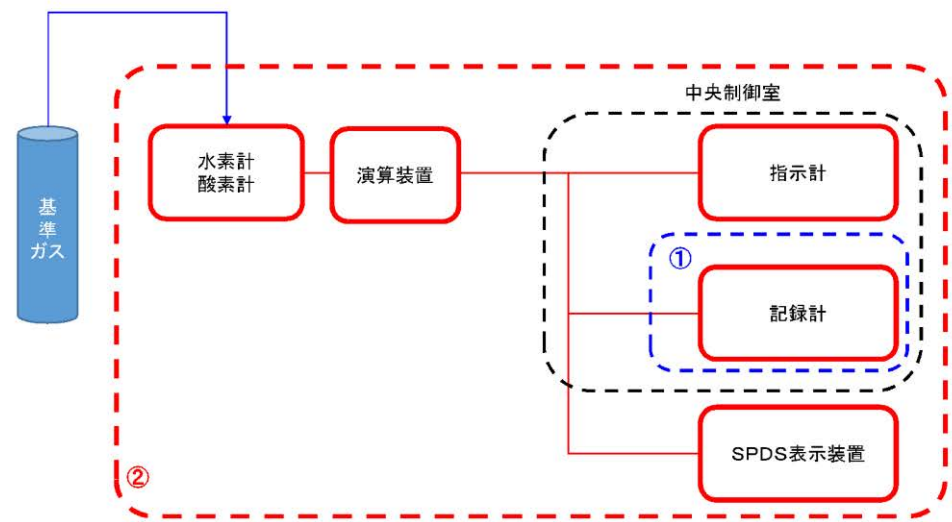 中央制御室
水素計
酸素計
演算装置
指示計
基
準
ガス
①
記録計
SPDS表示装置
②